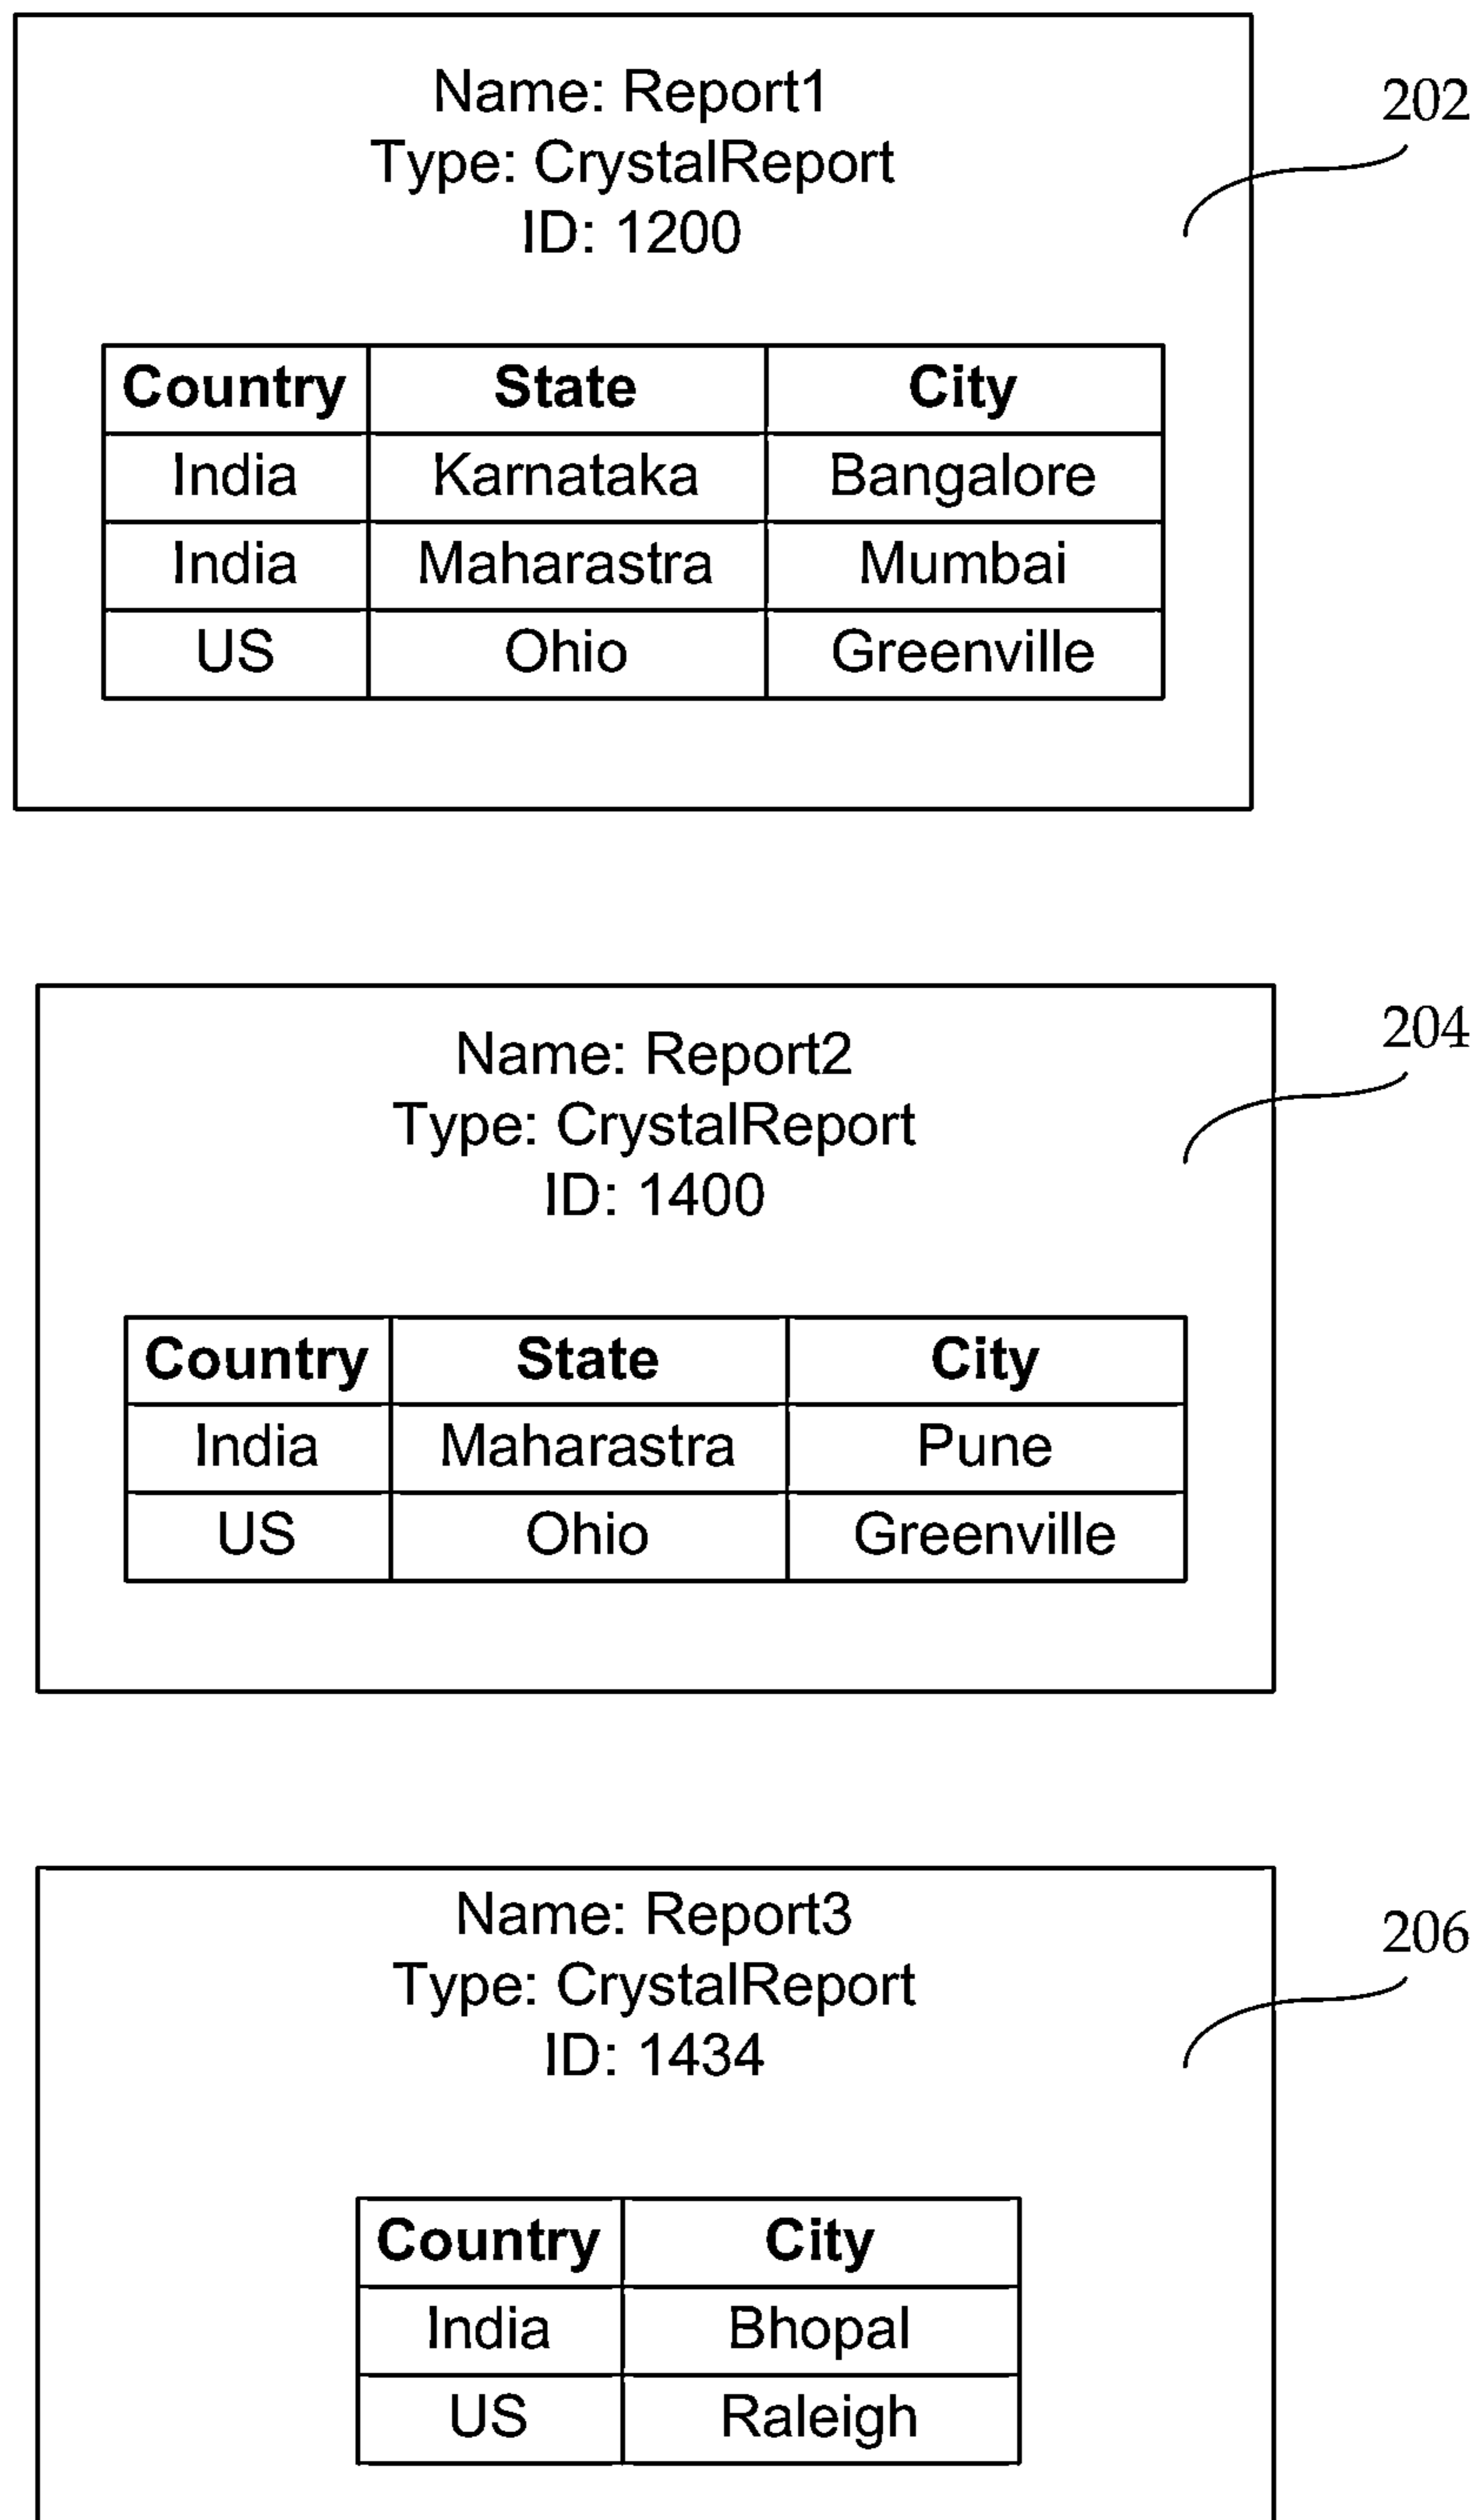 Name: Report1
202
Type: CrystalReport
ID: 1200
Country State City
India Karnataka Bangalore
India Maharastra Mumbai
US Ohio Greenville
Name: Report2
204
Type: CrystalReport
ID: 1400
Country State City
India Maharastra Pune
US Ohio Greenville
Name: Report3
206
Type: CrystalReport
ID: 1434
Country City
India Bhopal
US Raleigh